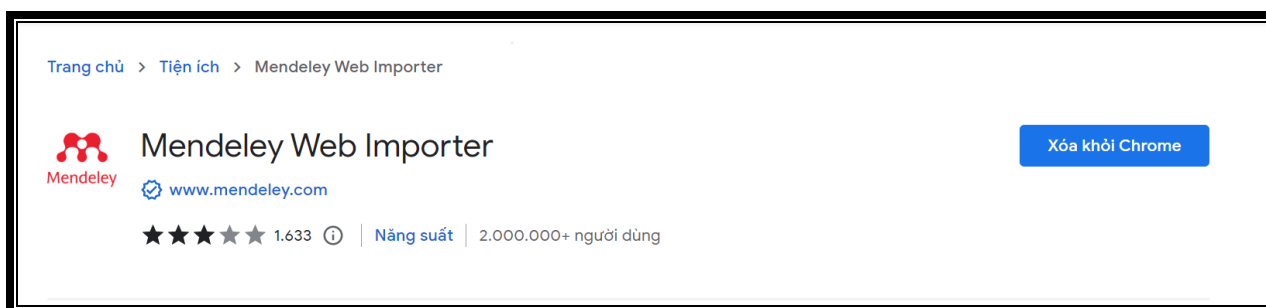 Trang chủ > Tiện ích > Mendeley Web Importer
Mendeley
Mendeley Web Importer
Xóa khỏi Chrome
www.mendeley.com
1.633 | Năng suất | 2.000.000+ người dùng